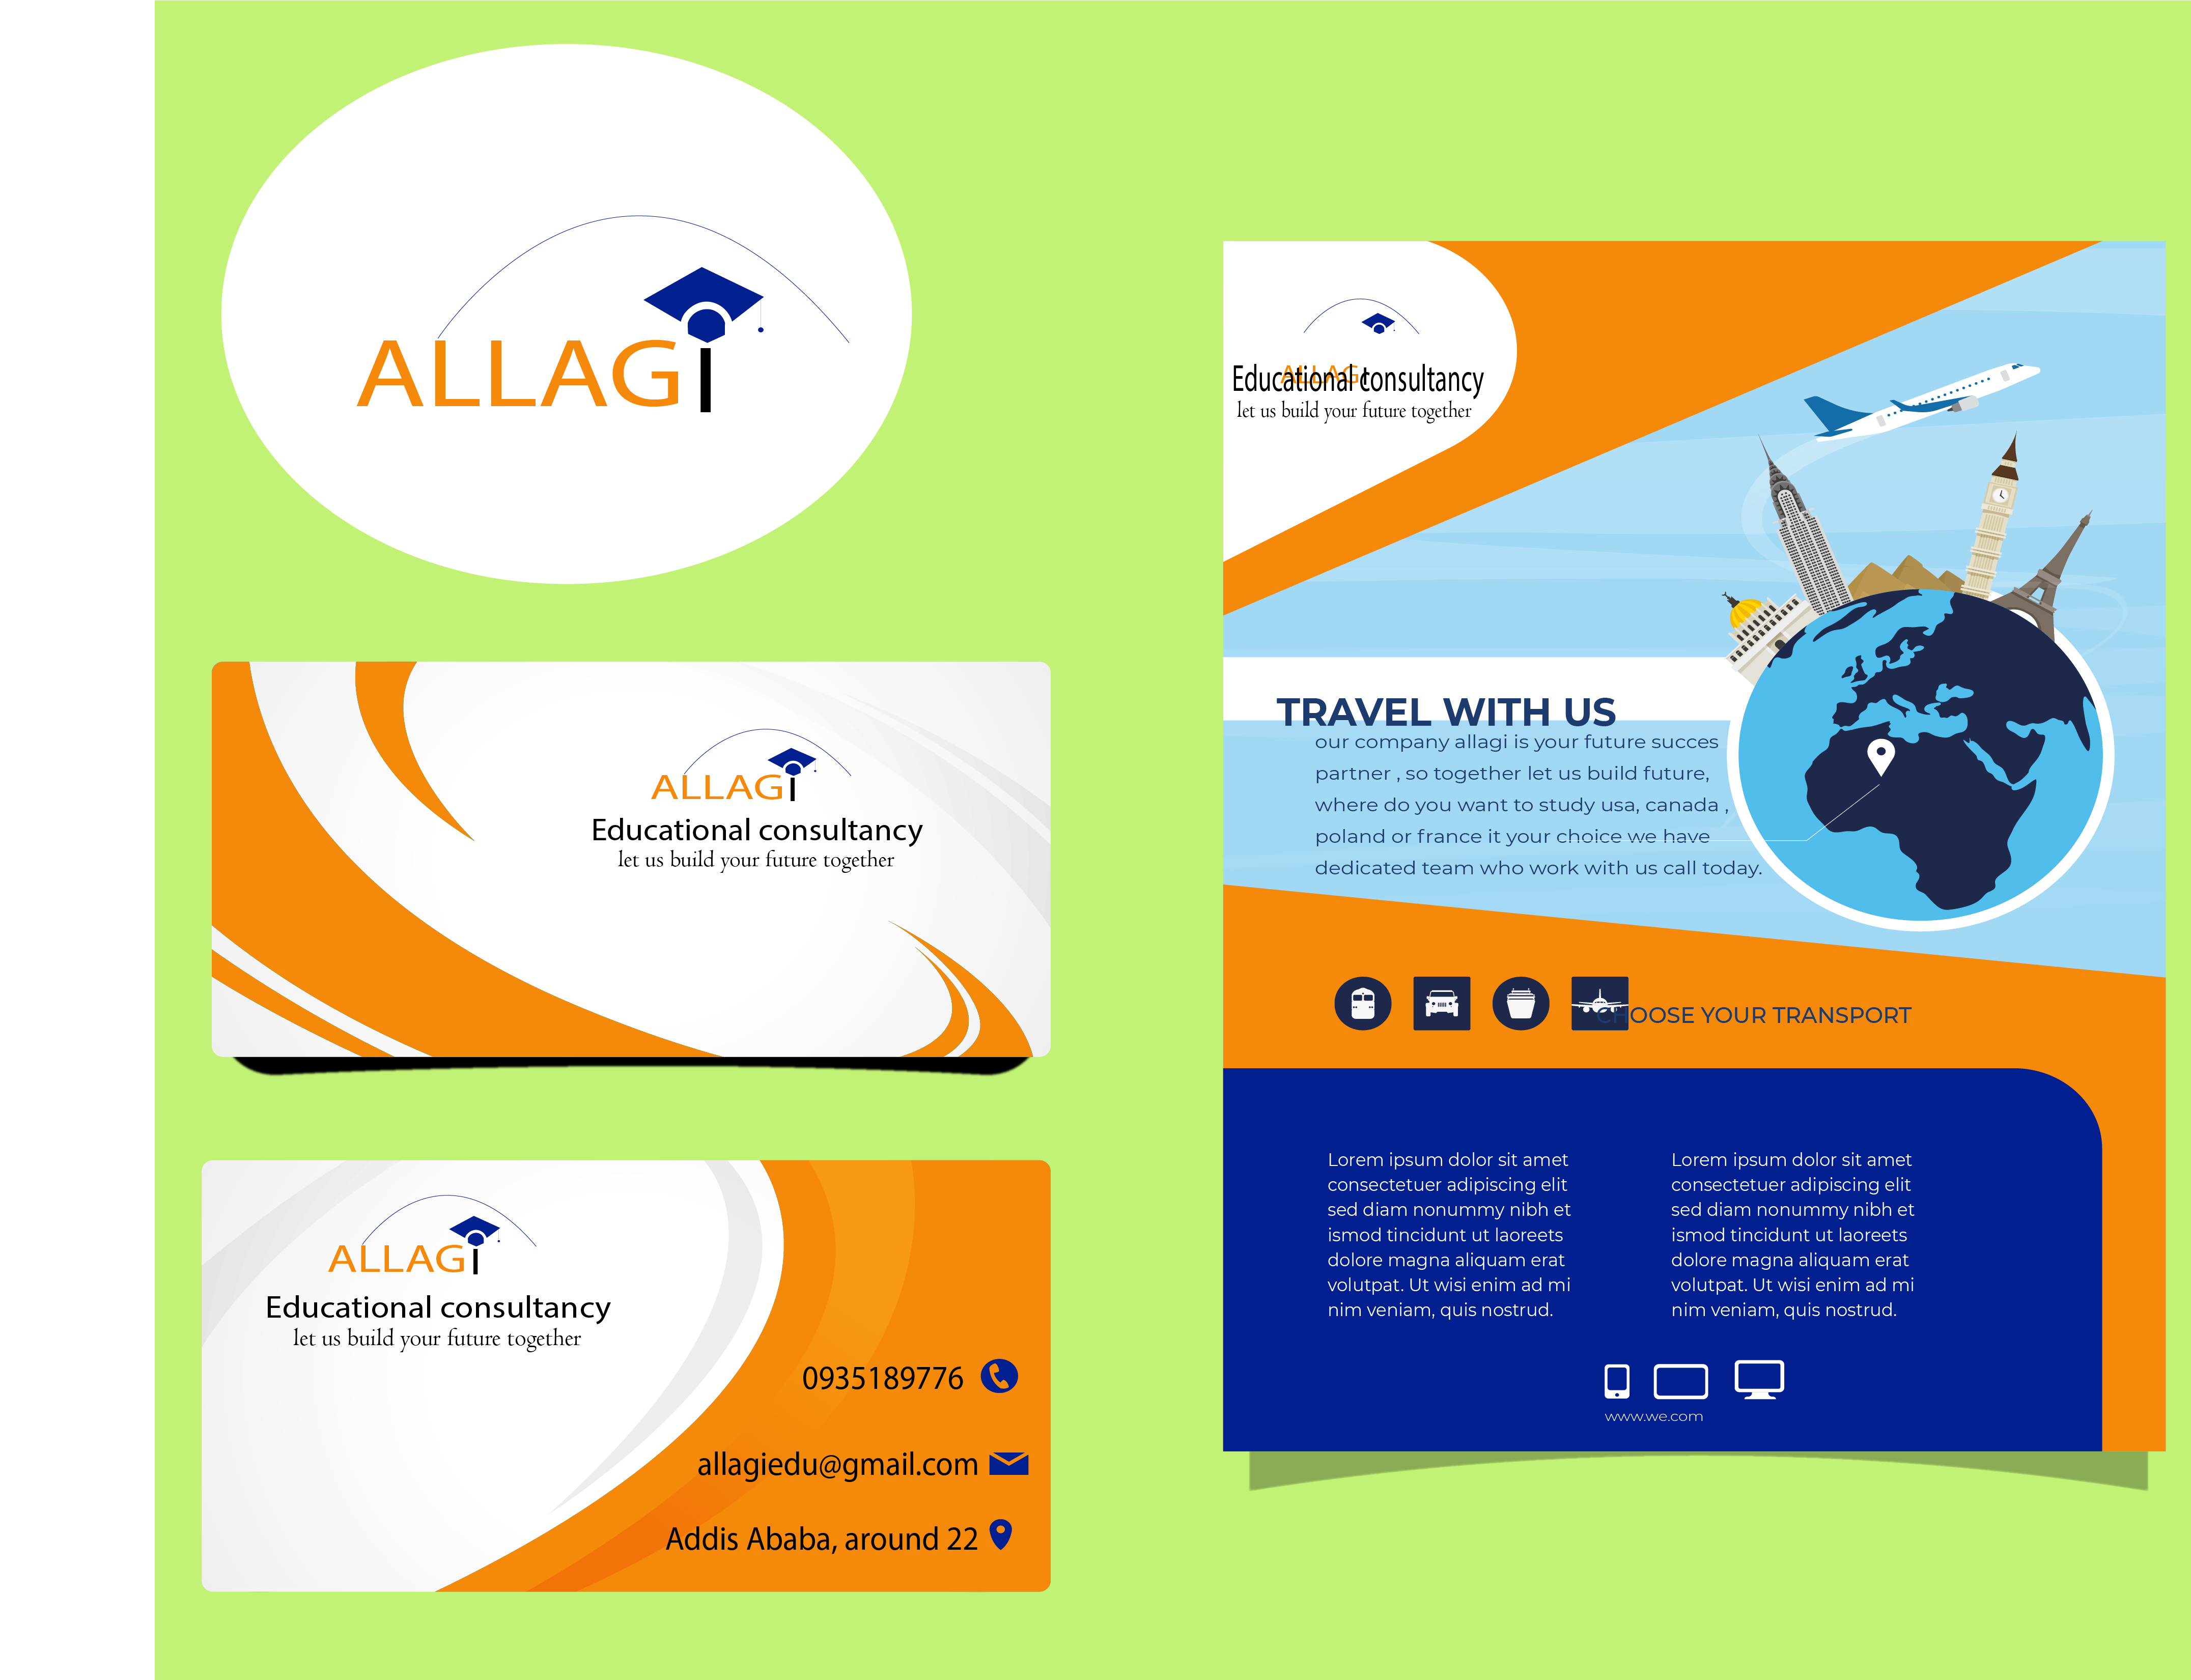 ALLAGI
ALLAGI
Educational consultancy
let us build your future together
ALLAGI
Educational consultancy
let us build your future together
0935189776
allagiedu@gmail.com
Addis Ababa, around 22
ALLAGI
Educational consultancy
let us build your future together
TRAVEL WITH US
our company allagi is your future succes
partner , so together let us build future,
where do you want to study usa, canada ,
poland or france it your choice we have
dedicated team who work with us call today.
CHOOSE YOUR TRANSPORT
Lorem ipsum dolor sit amet
consectetuer adipiscing elit
sed diam nonummy nibh et
ismod tincidunt ut laoreets
dolore magna aliquam erat
volutpat. Ut wisi enim ad mi
nim veniam, quis nostrud.
Lorem ipsum dolor sit amet
consectetuer adipiscing elit
sed diam nonummy nibh et
ismod tincidunt ut laoreets
dolore magna aliquam erat
volutpat. Ut wisi enim ad mi
nim veniam, quis nostrud.
www.we.com